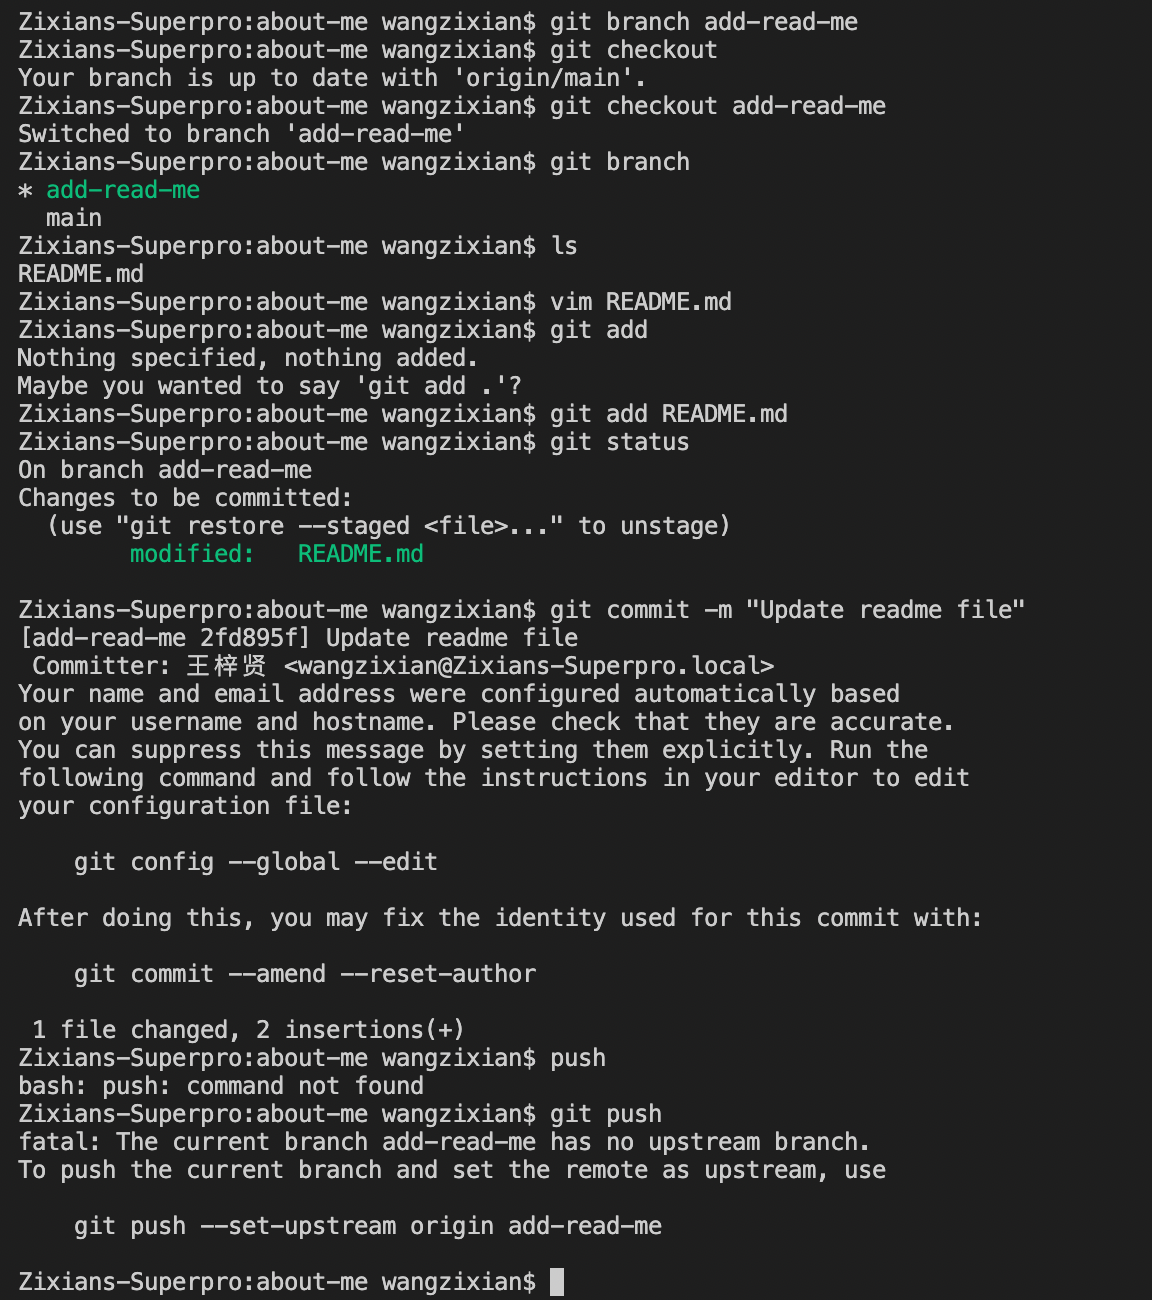 Zixians-Superpro:about-me wangzixian$ git branch add-read-me
Zixians-Superpro:about-me wangzixian$ git checkout
Your branch is up to date with 'origin/main'.
Zixians-Superpro:about-me wangzixian$ git checkout add-read-me
Switched to branch 'add-read-me'
Zixians-Superpro:about-me wangzixian$ git branch
* add-read-me
  main
Zixians-Superpro:about-me wangzixian$ ls
README.md
Zixians-Superpro:about-me wangzixian$ vim README.md
Zixians-Superpro:about-me wangzixian$ git add
Nothing specified, nothing added.
Maybe you wanted to say 'git add .'?
Zixians-Superpro:about-me wangzixian$ git add README.md
Zixians-Superpro:about-me wangzixian$ git status
On branch add-read-me
Changes to be committed:
  (use "git restore --staged <file>..." to unstage)
        modified:   README.md

Zixians-Superpro:about-me wangzixian$ git commit -m "Update readme file"
[add-read-me 2fd895f] Update readme file
 Committer: 王梓贤 <wangzixian@Zixians-Superpro.local>
Your name and email address were configured automatically based
on your username and hostname. Please check that they are accurate.
You can suppress this message by setting them explicitly. Run the
following command and follow the instructions in your editor to edit
your configuration file:

    git config --global --edit

After doing this, you may fix the identity used for this commit with:

    git commit --amend --reset-author

 1 file changed, 2 insertions(+)
Zixians-Superpro:about-me wangzixian$ push
bash: push: command not found
Zixians-Superpro:about-me wangzixian$ git push
fatal: The current branch add-read-me has no upstream branch.
To push the current branch and set the remote as upstream, use

    git push --set-upstream origin add-read-me

Zixians-Superpro:about-me wangzixian$